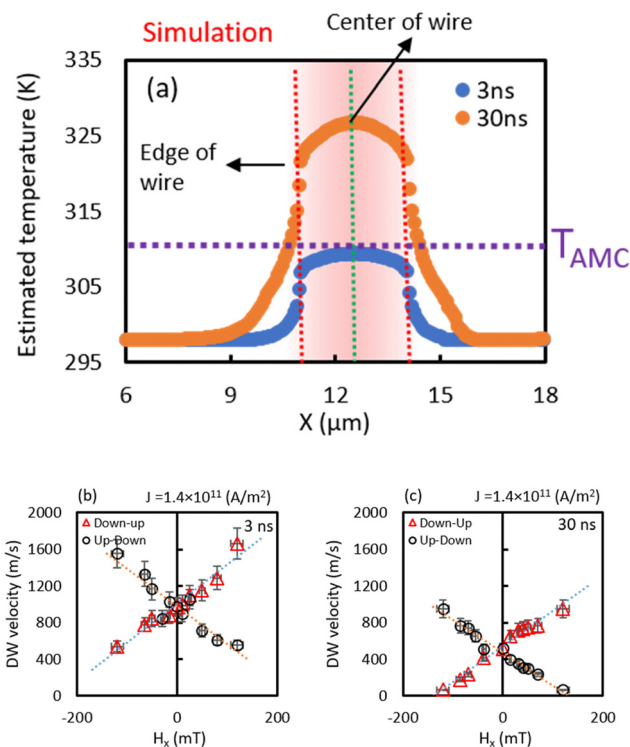 Simulation
Center of wire
335
325
315
305
295
Estimated temperature (K)
(a)
3ns
30ns
Edge of
wire
T_AMC
6
9
12
15
18
X (μm)
(b)
J =1.4×10¹¹ (A/m²)
2000
1600
1200
800
400
0
DW velocity (m/s)
Down-up
Up-Down
3 ns
-200
0
200
Hₓ (mT)
(c)
J =1.4×10¹¹ (A/m²)
2000
1600
1200
800
400
0
DW velocity (m/s)
Down-Up
Up-Down
30 ns
-200
0
200
Hₓ (mT)